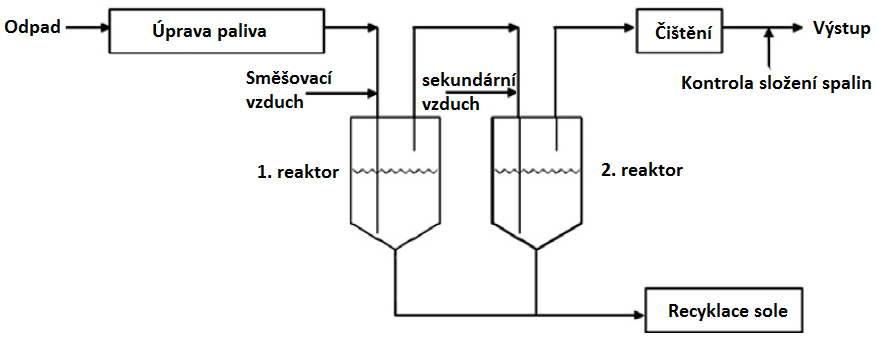 Odpad
Úprava paliva
Čištění
Výstup
Směšovací
vzduch
sekundární
vzduch
Kontrola složení spalin
1. reaktor
2. reaktor
Recyklace sole